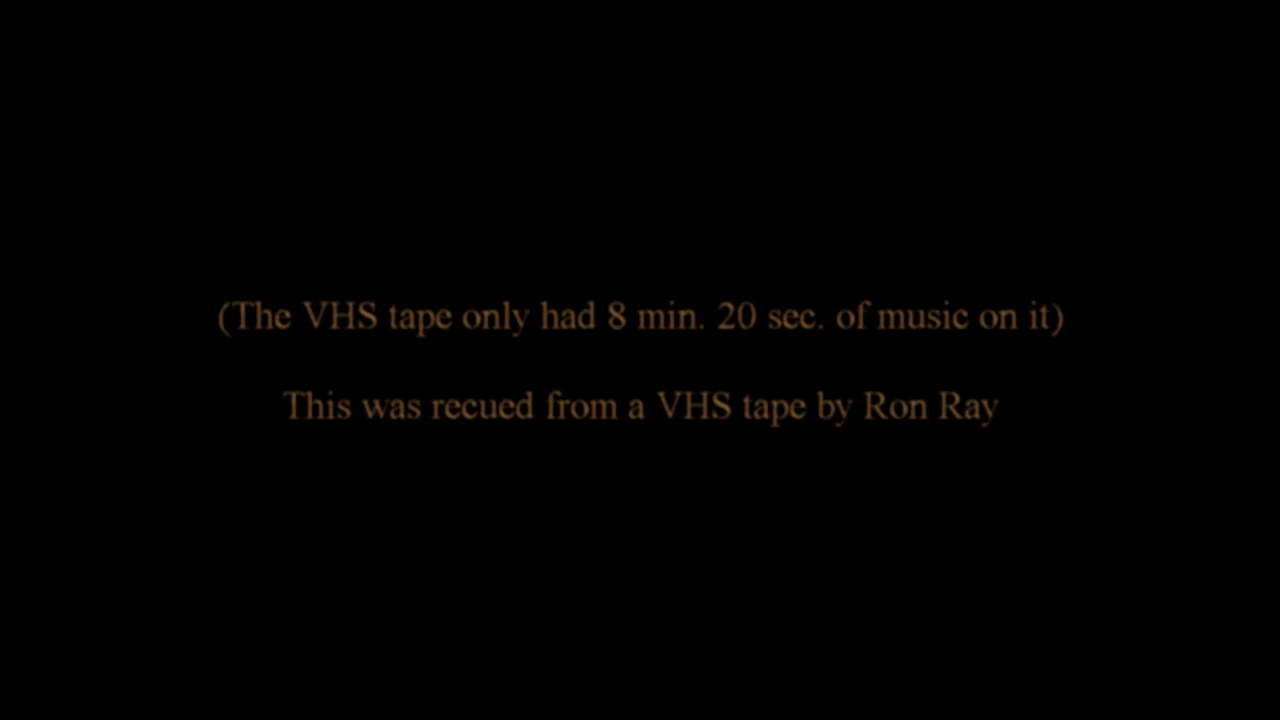 (The VHS tape only had 8 min. 20 sec. of music on it)
This was recued from a VHS tape by Ron Ray